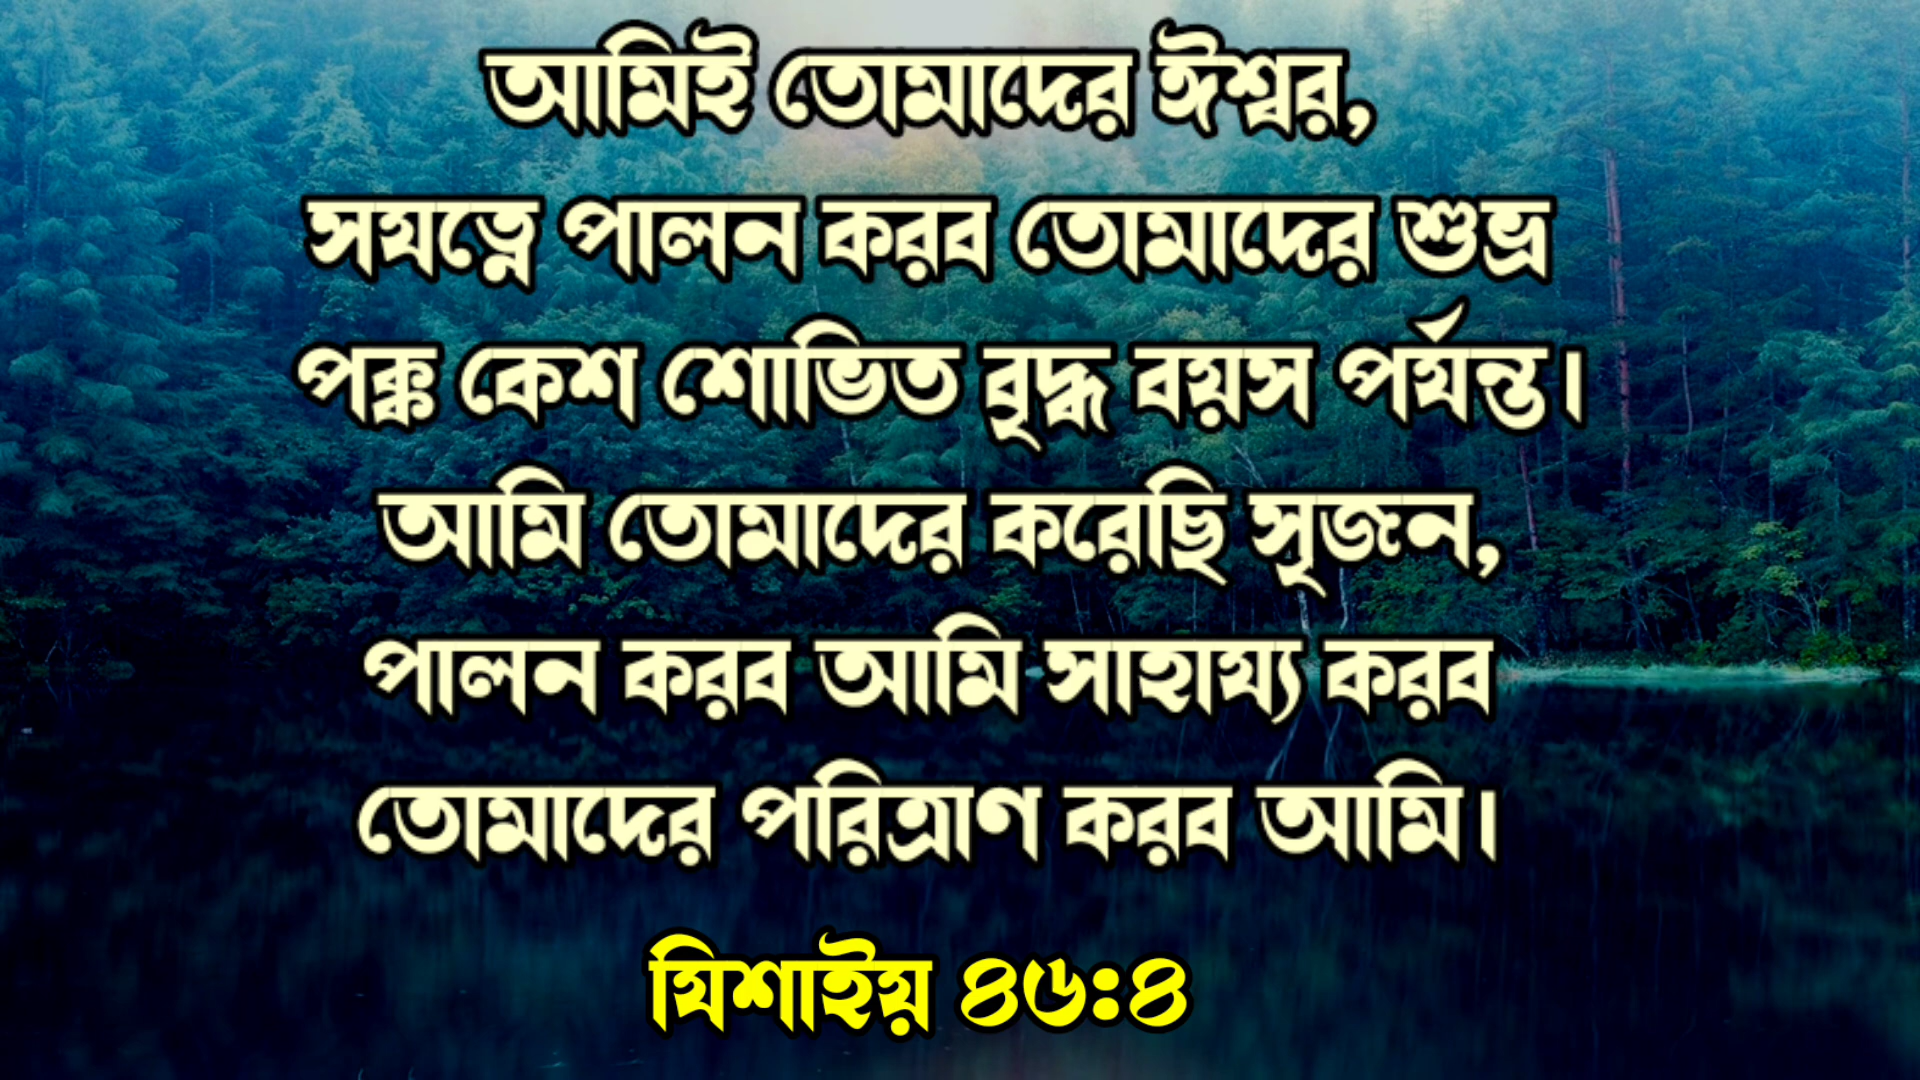 আমিই তোমাদের ঈশ্বর,
সযত্নে পালন করব তোমাদের শুভ্র
পক্ক কেশ শোভিত বৃদ্ধ বয়স পর্যন্ত।
আমি তোমাদের করেছি সৃজন,
পালন করব আমি সাহায্য করব
তোমাদের পরিত্রাণ করব আমি।
যিশাইয় ৪৬:৪